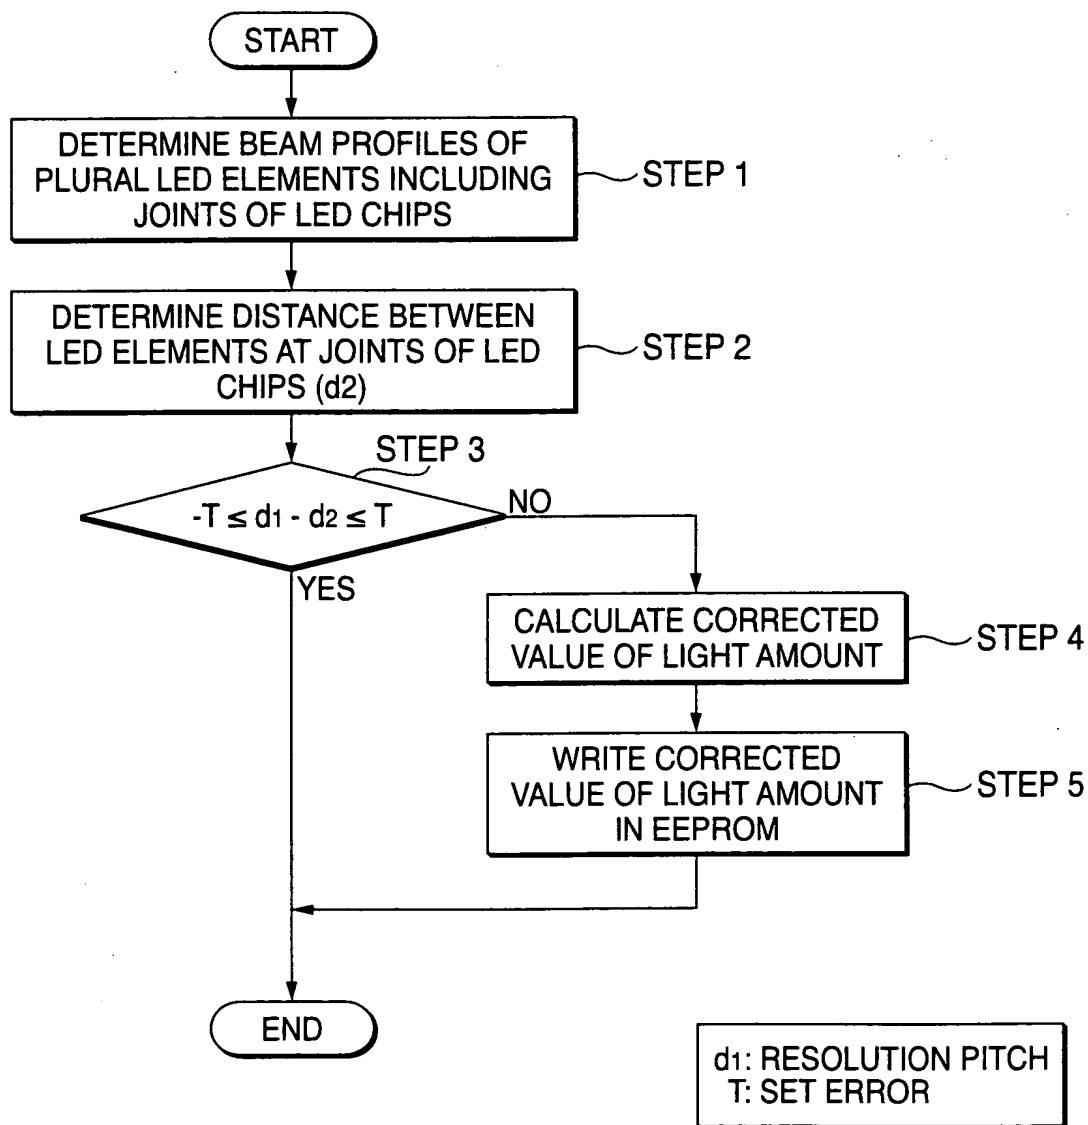 START
DETERMINE BEAM PROFILES OF
PLURAL LED ELEMENTS INCLUDING
JOINTS OF LED CHIPS
STEP 1
DETERMINE DISTANCE BETWEEN
LED ELEMENTS AT JOINTS OF LED
CHIPS (d2)
STEP 2
STEP 3
-T ≤ d1 - d2 ≤ T
NO
YES
CALCULATE CORRECTED
VALUE OF LIGHT AMOUNT
STEP 4
WRITE CORRECTED
VALUE OF LIGHT AMOUNT
IN EEPROM
STEP 5
END
d1: RESOLUTION PITCH
T: SET ERROR